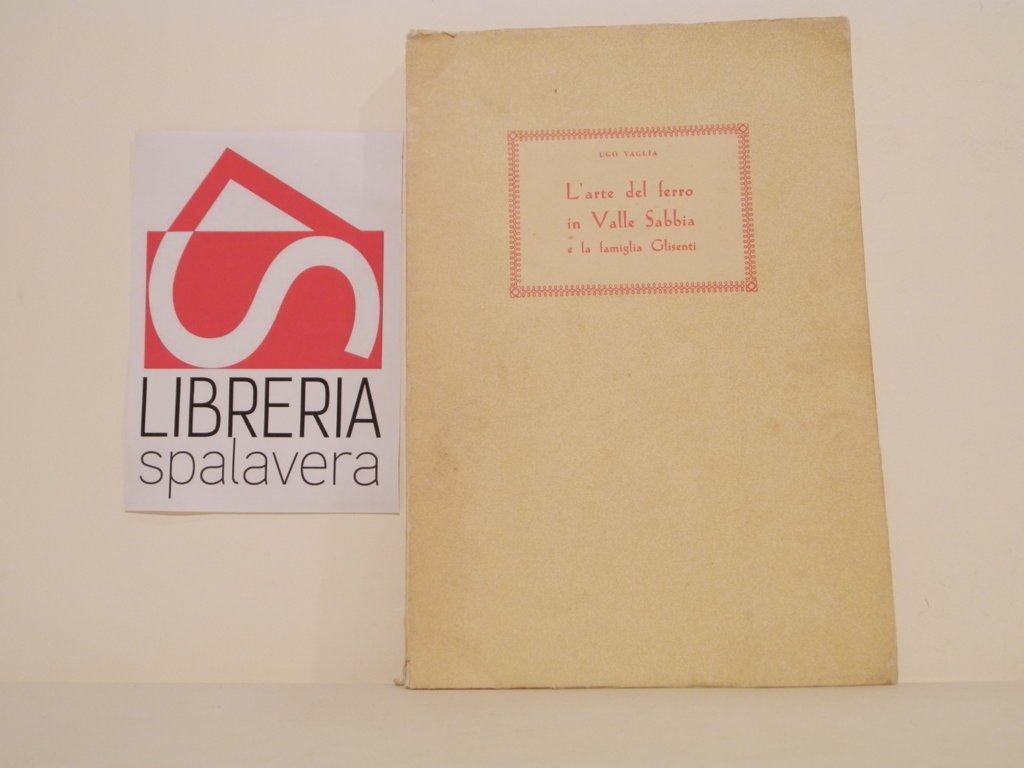 LIBRERIA
spalavera
UGO VAGLIA
L'arte del ferro
in Valle Sabbia
e la famiglia Glisenti